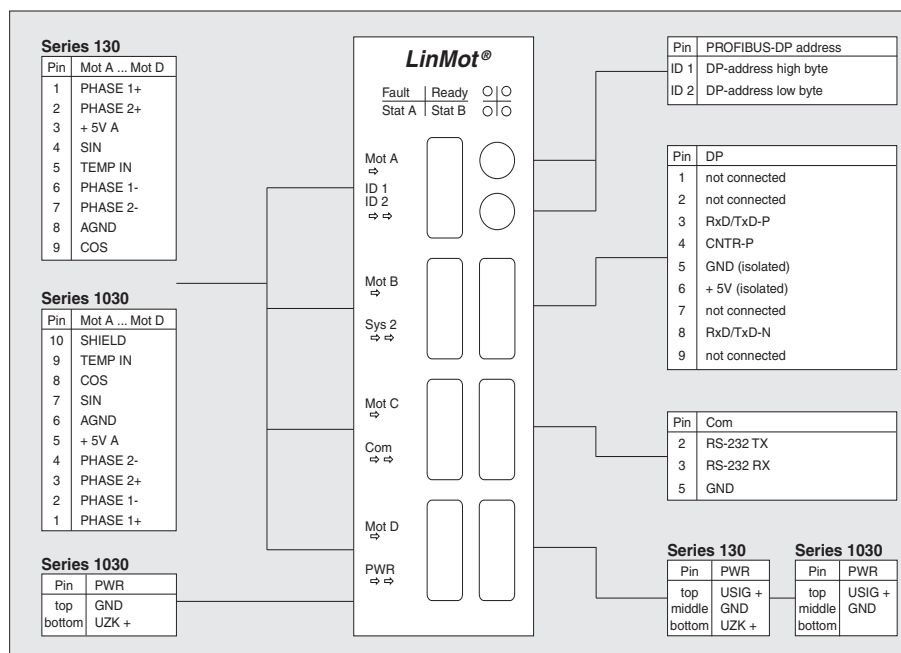 Series 130
Pin Mot A ... Mot D
1 PHASE 1+
2 PHASE 2+
3 + 5V A
4 SIN
5 TEMP IN
6 PHASE 1-
7 PHASE 2-
8 AGND
9 COS
Series 1030
Pin Mot A ... Mot D
10 SHIELD
9 TEMP IN
8 COS
7 SIN
6 AGND
5 + 5V A
4 PHASE 2-
3 PHASE 2+
2 PHASE 1-
1 PHASE 1+
Series 1030
Pin PWR
top GND
bottom UZK +
LinMot®
Fault Ready
Stat A Stat B
Mot A
ID 1
ID 2
Mot B
Sys 2
Mot C
Com
Mot D
PWR
Pin PROFIBUS-DP address
ID 1 DP-address high byte
ID 2 DP-address low byte
Pin DP
1 not connected
2 not connected
3 RxD/TxD-P
4 CNTR-P
5 GND (isolated)
6 + 5V (isolated)
7 not connected
8 RxD/TxD-N
9 not connected
Pin Com
2 RS-232 TX
3 RS-232 RX
5 GND
Series 130
Pin PWR
top USIG +
middle GND
bottom UZK +
Series 1030
Pin PWR
top USIG +
middle GND
bottom